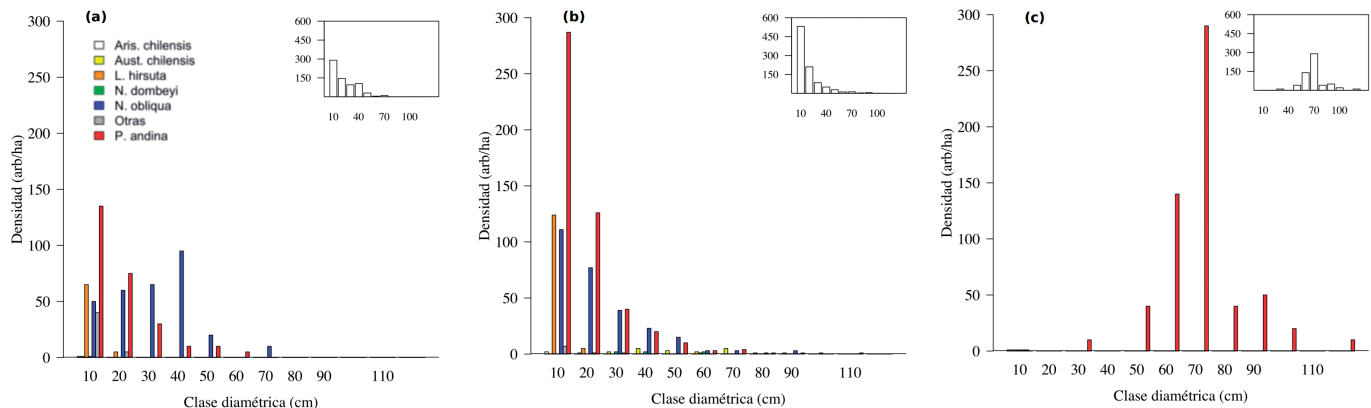 (a)
Densidad (arb/ha)
300
250
200
150
100
50
0
Aris. chilensis
Aust. chilensis
L. hirsuta
N. dombeyi
N. obliqua
Otras
P. andina
600
450
300
150
10 40 70 100
10 20 30 40 50 60 70 80 90 110
Clase diamétrica (cm)
(b)
Densidad (arb/ha)
300
250
200
150
100
50
0
600
450
300
150
10 40 70 100
10 20 30 40 50 60 70 80 90 110
Clase diamétrica (cm)
(c)
Densidad (arb/ha)
300
250
200
150
100
50
0
600
450
300
150
10 40 70 100
10 20 30 40 50 60 70 80 90 110
Clase diamétrica (cm)